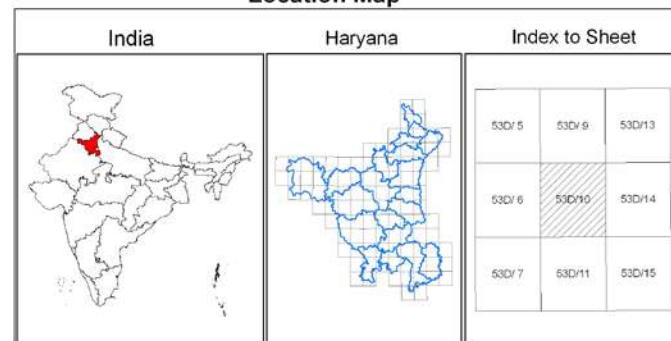 Location Map
India
Haryana
Index to Sheet
53D/ 5
53D/ 9
53D/13
53D/ 6
53D/10
53D/14
53D/ 7
53D/11
53D/15